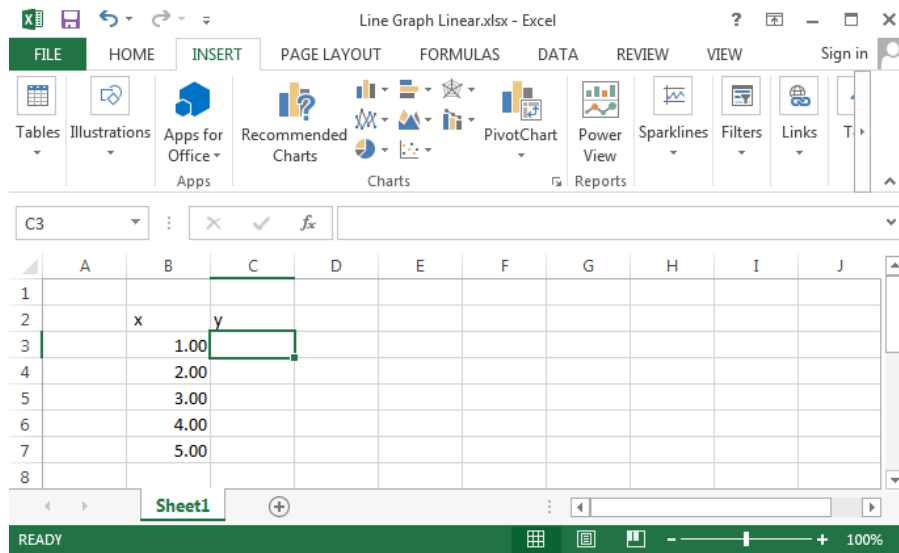 Line Graph Linear.xlsx - Excel
?
FILE HOME INSERT PAGE LAYOUT FORMULAS DATA REVIEW VIEW Sign in
Tables Illustrations Apps for Office Recommended Charts PivotChart Power View Sparklines Filters Links
Apps Charts Reports
C3 fx
A B C D E F G H I J
1
2 x y
3 1.00
4 2.00
5 3.00
6 4.00
7 5.00
8
Sheet1
READY 100%